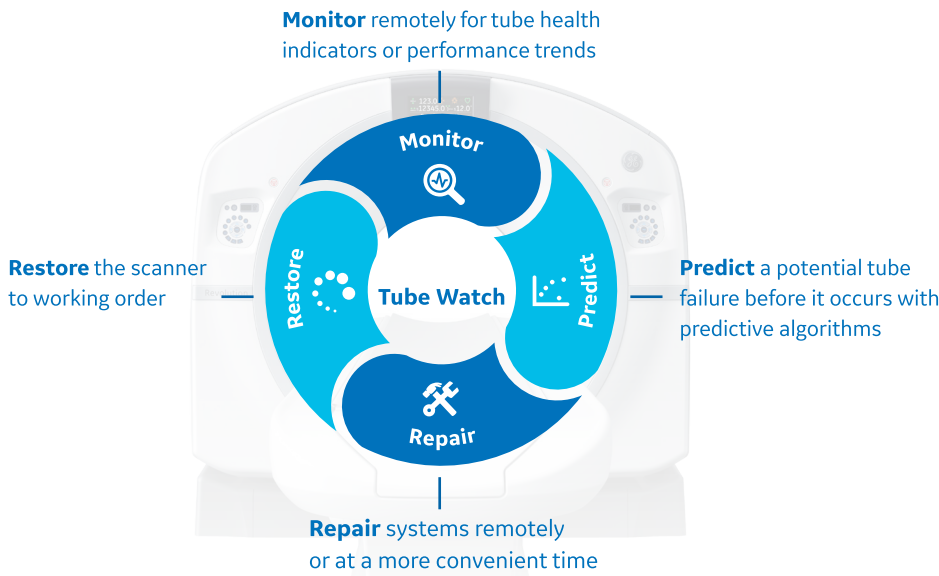 Monitor remotely for tube health
indicators or performance trends
Monitor
Restore the scanner
to working order
Restore
Tube Watch
Predict
Predict a potential tube
failure before it occurs with
predictive algorithms
Repair
Repair systems remotely
or at a more convenient time